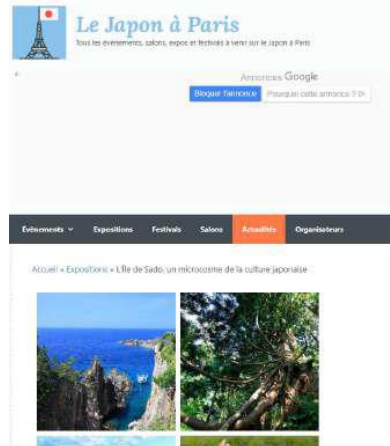 Le Japon à Paris
Tous les événements, salons, expos et festivals à venir sur le Japon à Paris
Annonces Google
Bloquer l'annonce
Pourquoi cette annonce ?
Événements
Expositions
Festivals
Salons
Actualités
Organisateurs
Accueil » Expositions » L'Île de Sado, un microcosme de la culture japonaise